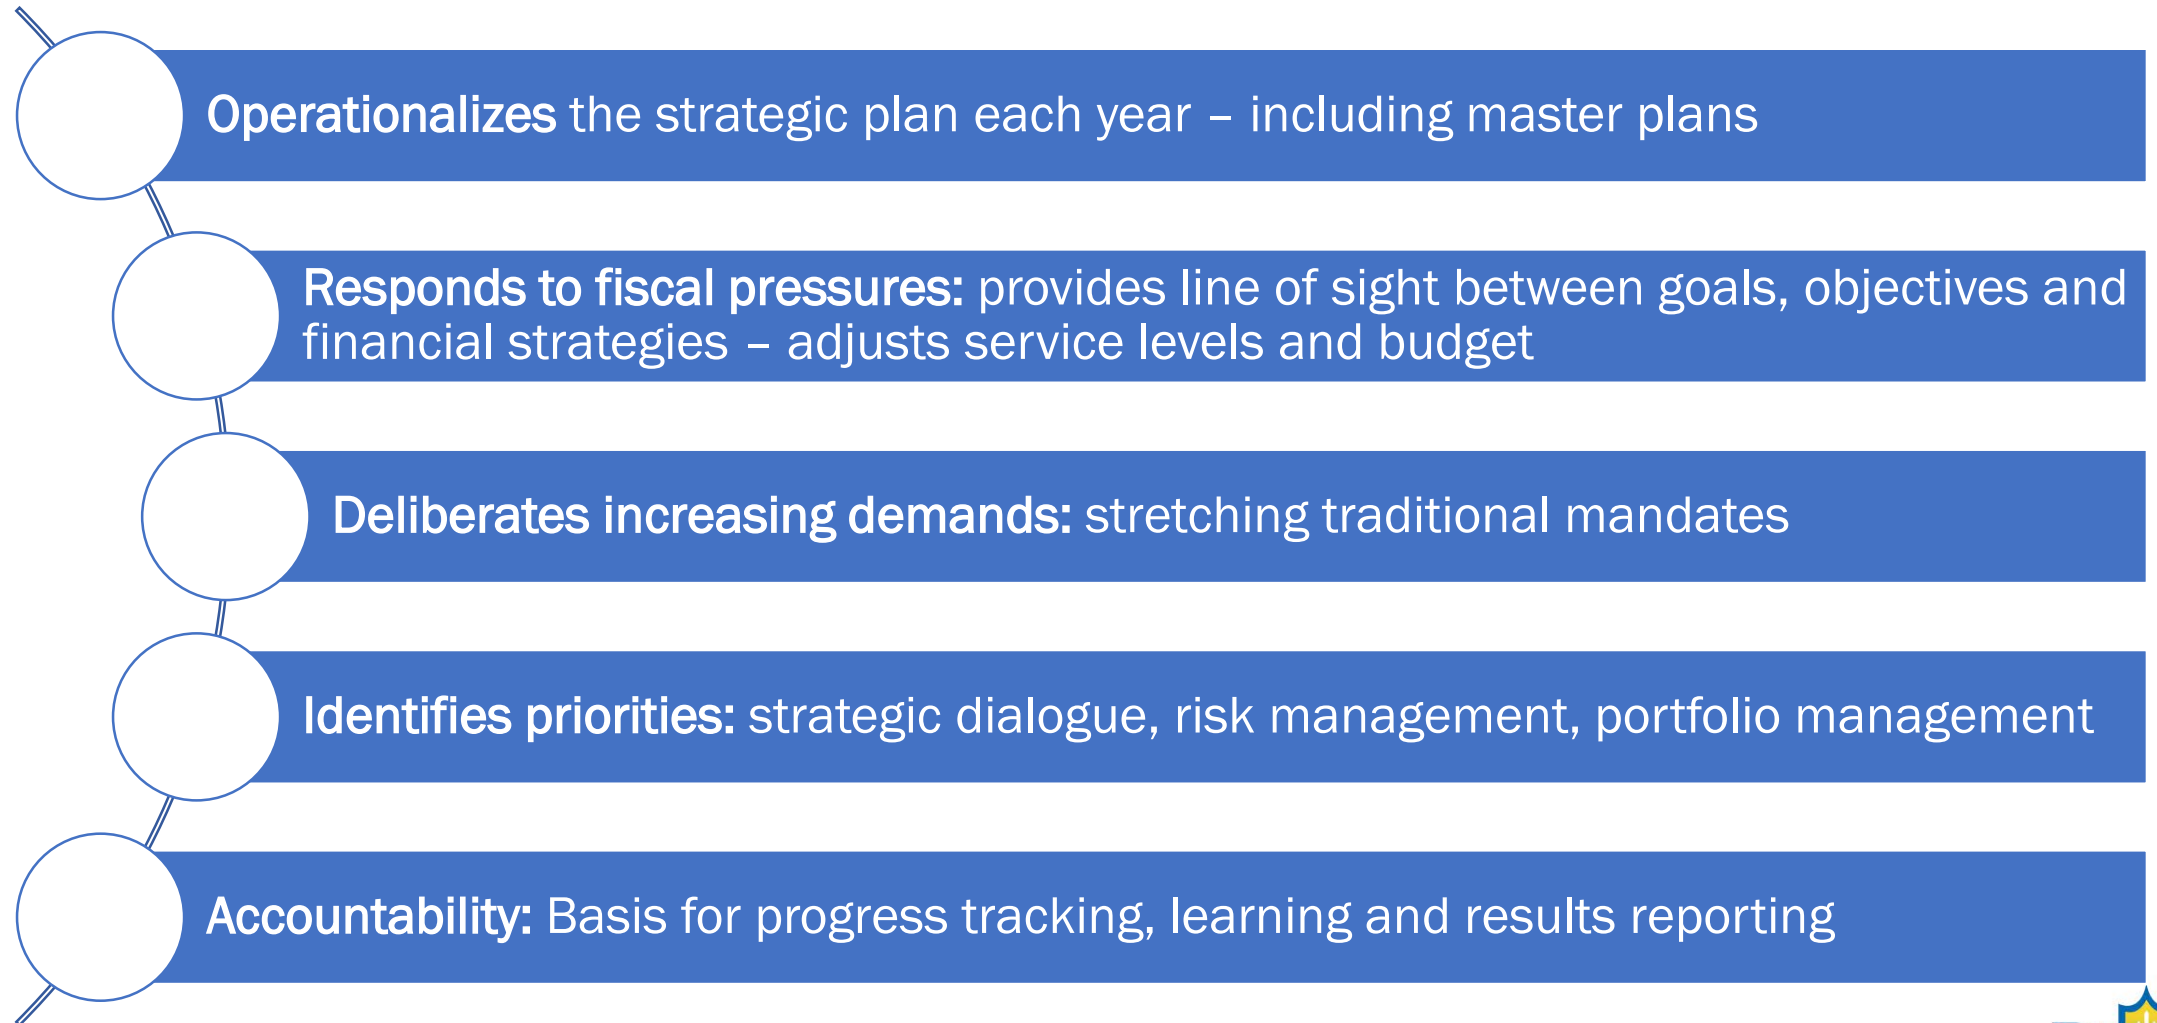 Operationalizes the strategic plan each year – including master plans
Responds to fiscal pressures: provides line of sight between goals, objectives and
financial strategies – adjusts service levels and budget
Deliberates increasing demands: stretching traditional mandates
Identifies priorities: strategic dialogue, risk management, portfolio management
Accountability: Basis for progress tracking, learning and results reporting